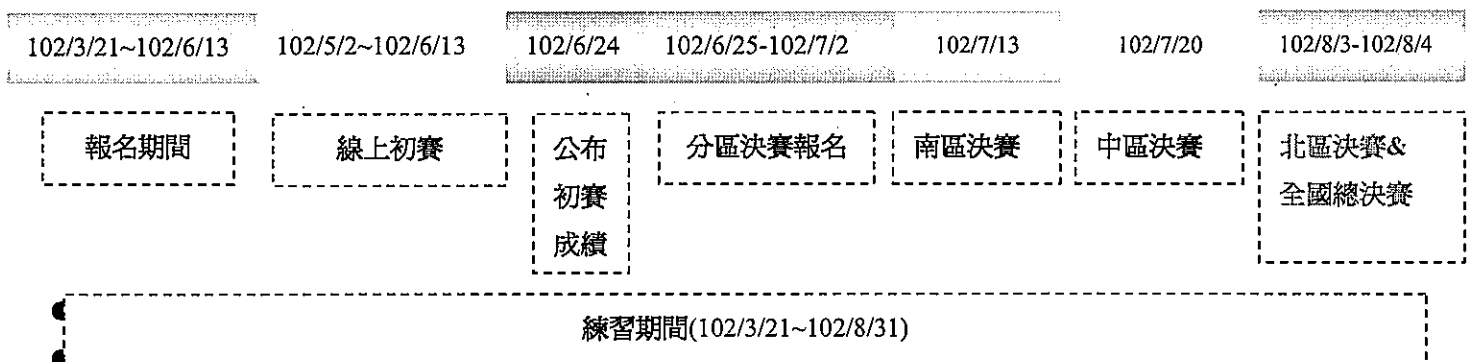 102/3/21~102/6/13 102/5/2~102/6/13 102/6/24 102/6/25-102/7/2 102/7/13 102/7/20 102/8/3-102/8/4
報名期間 線上初賽 公布 分區決賽報名 南區決賽 中區決賽 北區決賽&
初賽 全國總決賽
成績
練習期間(102/3/21~102/8/31)